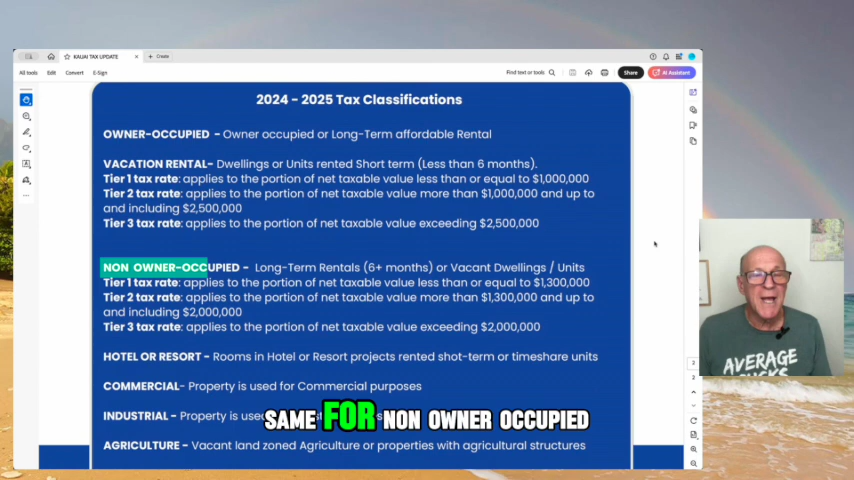 KAUAI TAX UPDATE
Create
All tools Edit Convert E-Sign
Find text or tools
Share
AI Assistant
2024 - 2025 Tax Classifications
OWNER-OCCUPIED - Owner occupied or Long-Term affordable Rental
VACATION RENTAL- Dwellings or Units rented Short term (Less than 6 months).
Tier 1 tax rate: applies to the portion of net taxable value less than or equal to $1,000,000
Tier 2 tax rate: applies to the portion of net taxable value more than $1,000,000 and up to
and including $2,500,000
Tier 3 tax rate: applies to the portion of net taxable value exceeding $2,500,000
NON OWNER-OCCUPIED - Long-Term Rentals (6+ months) or Vacant Dwellings / Units
Tier 1 tax rate: applies to the portion of net taxable value less than or equal to $1,300,000
Tier 2 tax rate: applies to the portion of net taxable value more than $1,300,000 and up to
and including $2,000,000
Tier 3 tax rate: applies to the portion of net taxable value exceeding $2,000,000
HOTEL OR RESORT - Rooms in Hotel or Resort projects rented shot-term or timeshare units
COMMERCIAL- Property is used for Commercial purposes
INDUSTRIAL - Property is used
SAME FOR NON OWNER OCCUPIED
AGRICULTURE - Vacant land zoned Agriculture or properties with agricultural structures
AVERAGE
2
3